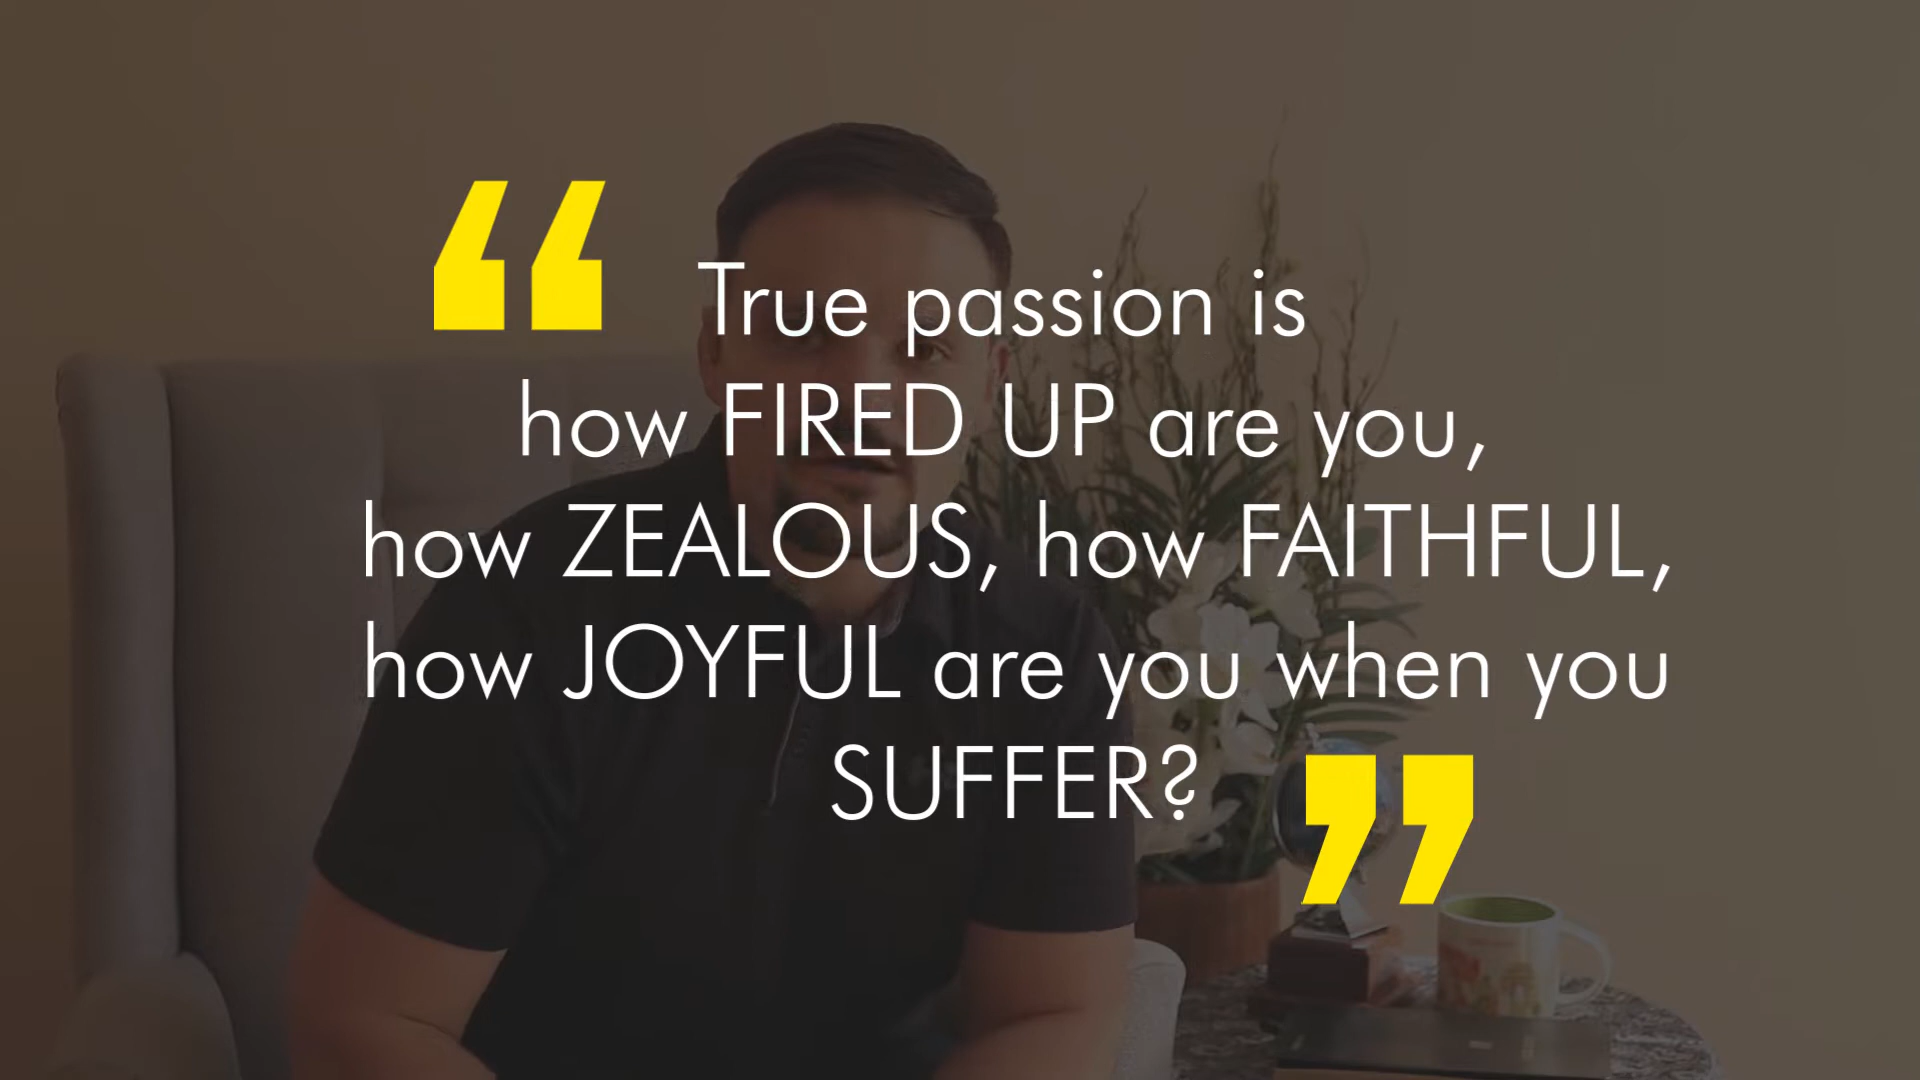 “ True passion is
how FIRED UP are you,
how ZEALOUS, how FAITHFUL,
how JOYFUL are you when you
SUFFER? ”